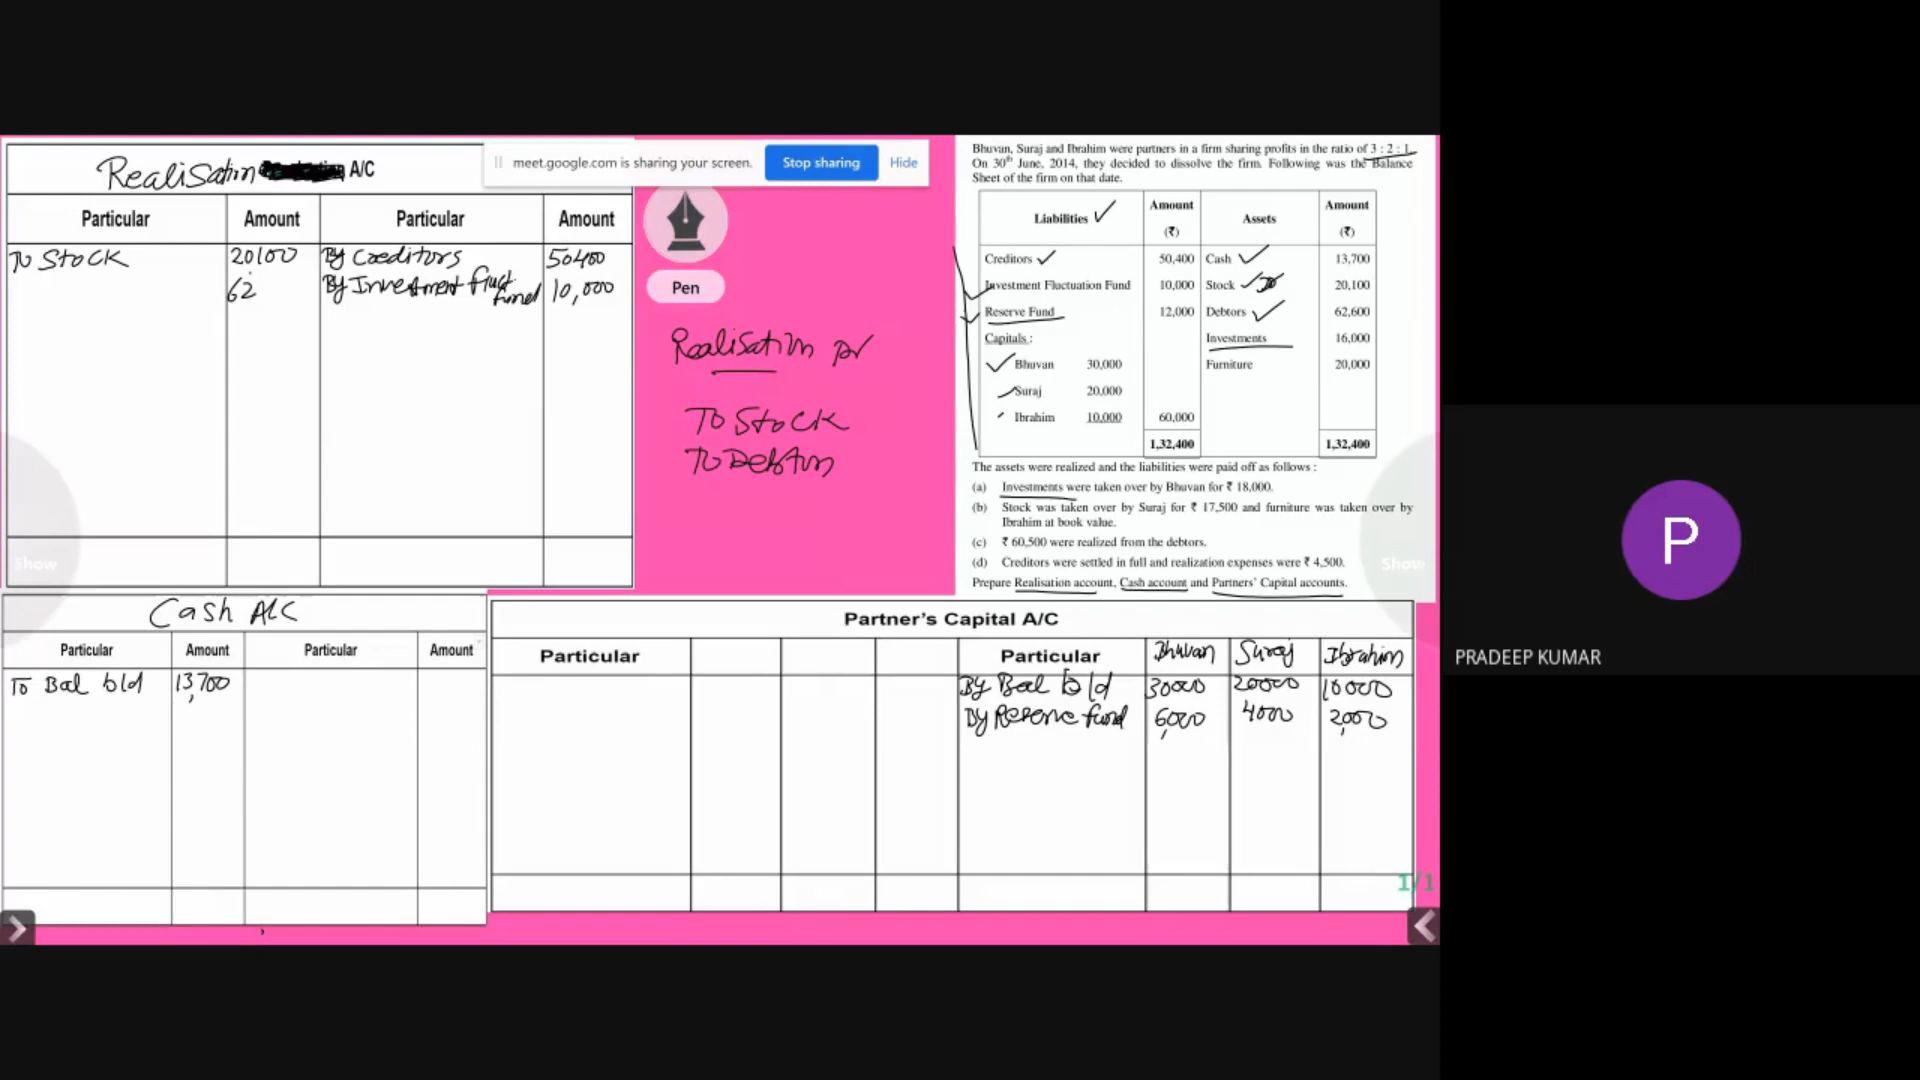 Realisation A/C
Particular Amount Particular Amount
To Stock 20100 By Creditors 50400
62 By Investment fluct fund 10,000
meet.google.com is sharing your screen. Stop sharing Hide
Pen
Realisation
To Stock
To Debtors
Show
Bhuvan, Suraj and Ibrahim were partners in a firm sharing profits in the ratio of 3 : 2 : 1.
On 30th June, 2014, they decided to dissolve the firm. Following was the Balance
Sheet of the firm on that date.
Liabilities Amount (₹) Assets Amount (₹)
Creditors 50,400 Cash 13,700
Investment Fluctuation Fund 10,000 Stock 20,100
Reserve Fund 12,000 Debtors 62,600
Capitals : Investments 16,000
Bhuvan 30,000 Furniture 20,000
Suraj 20,000
Ibrahim 10,000 60,000
1,32,400 1,32,400
The assets were realized and the liabilities were paid off as follows :
(a) Investments were taken over by Bhuvan for ₹ 18,000.
(b) Stock was taken over by Suraj for ₹ 17,500 and furniture was taken over by
Ibrahim at book value.
(c) ₹ 60,500 were realized from the debtors.
(d) Creditors were settled in full and realization expenses were ₹ 4,500.
Prepare Realisation account, Cash account and Partners' Capital accounts.
Show
Cash A/C
Particular Amount Particular Amount
To Bal b/d 13,700
Partner's Capital A/C
Particular Particular Bhuvan Suraj Ibrahim
By Bal b/d 30000 20000 10000
By Reserve fund 6,000 4000 2,000
1/1
P
PRADEEP KUMAR